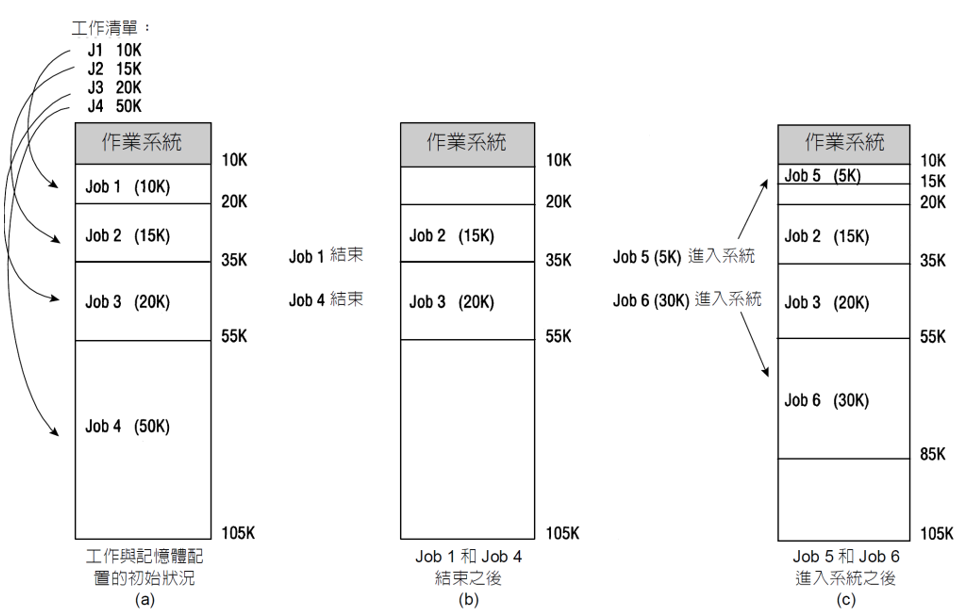 工作清單：
J1 10K
J2 15K
J3 20K
J4 50K
作業系統
10K
Job 1 (10K)
20K
Job 2 (15K)
35K
Job 3 (20K)
55K
Job 4 (50K)
105K
工作與記憶體配
置的初始狀況
(a)
Job 1 結束
Job 4 結束
作業系統
10K
20K
Job 2 (15K)
35K
Job 3 (20K)
55K
105K
Job 1 和 Job 4
結束之後
(b)
Job 5 (5K) 進入系統
Job 6 (30K) 進入系統
作業系統
10K
Job 5 (5K)
15K
20K
Job 2 (15K)
35K
Job 3 (20K)
55K
Job 6 (30K)
85K
105K
Job 5 和 Job 6
進入系統之後
(c)